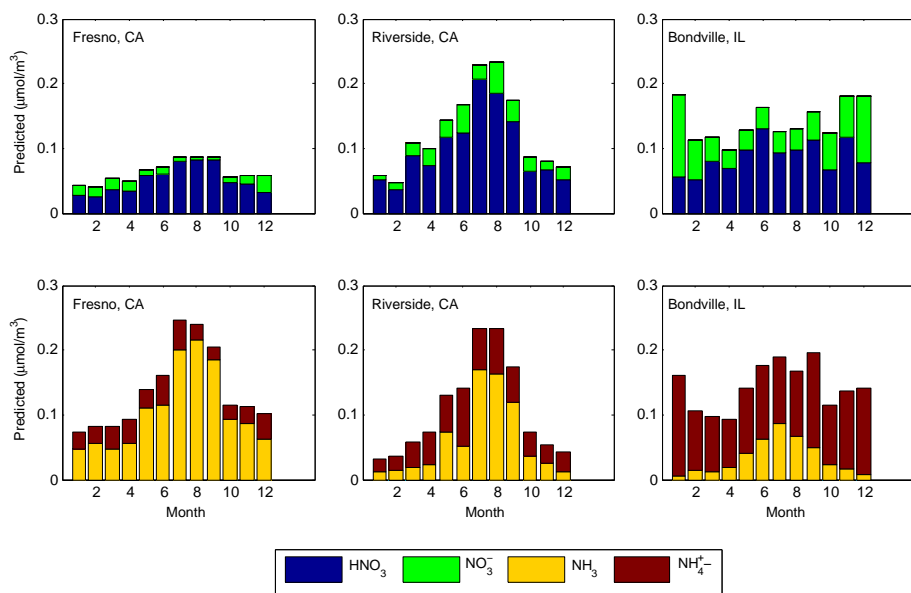 Fresno, CA
Riverside, CA
Bondville, IL
0.3
0.2
0.1
0
Predicted (μmol/m³)
2 4 6 8 10 12
0.3
0.2
0.1
0
2 4 6 8 10 12
0.3
0.2
0.1
0
2 4 6 8 10 12
Fresno, CA
Riverside, CA
Bondville, IL
0.3
0.2
0.1
0
Predicted (μmol/m³)
2 4 6 8 10 12
Month
0.3
0.2
0.1
0
2 4 6 8 10 12
Month
0.3
0.2
0.1
0
2 4 6 8 10 12
Month
HNO₃ NO₃⁻ NH₃ NH₄⁺–